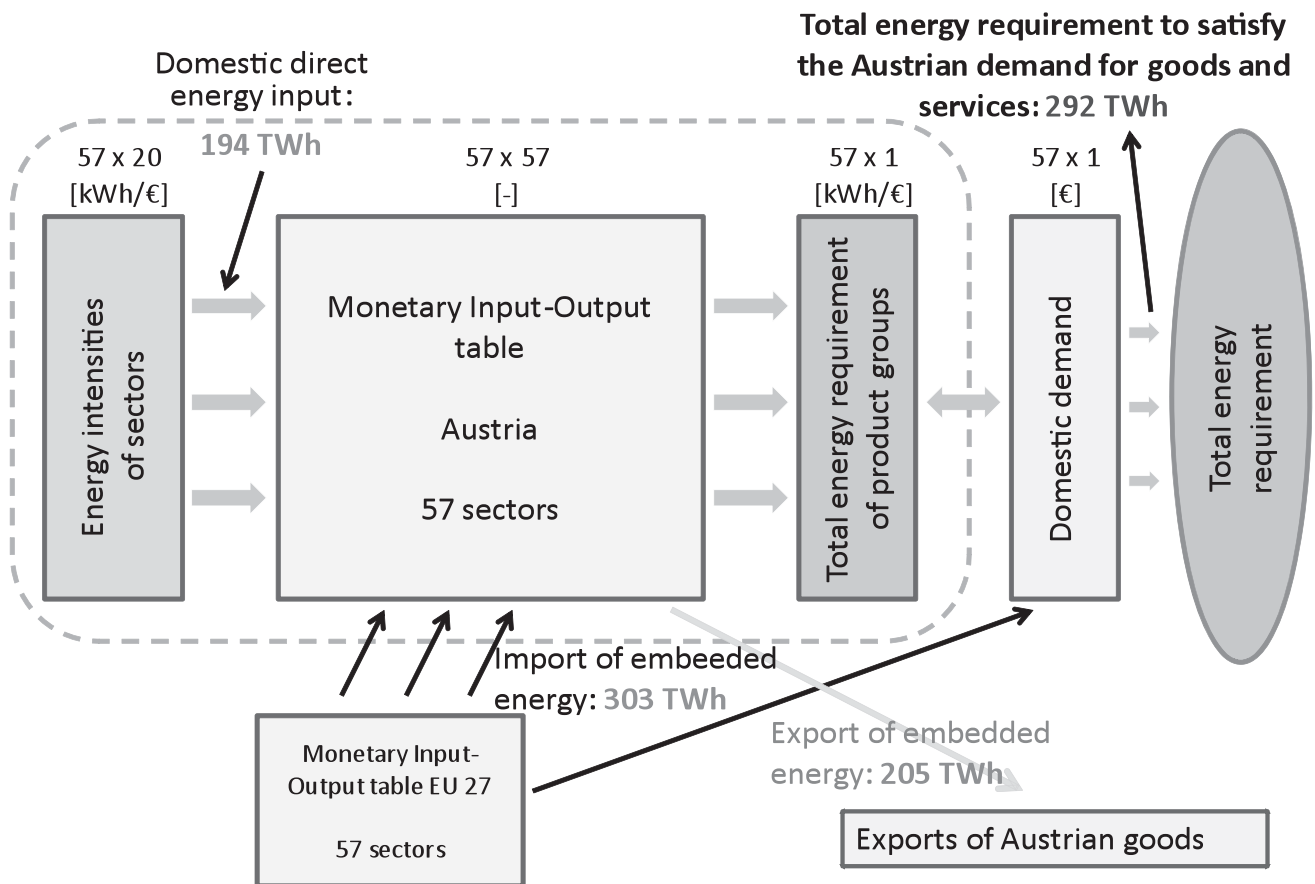 Total energy requirement to satisfy
the Austrian demand for goods and
services: 292 TWh
Domestic direct
energy input:
194 TWh
57 x 20
[kWh/€]
57 x 57
[-]
57 x 1
[kWh/€]
57 x 1
[€]
Energy intensities
of sectors
Monetary Input-Output
table
Austria
57 sectors
Total energy requirement
of product groups
Domestic demand
Total energy
requirement
Import of embeeded
energy: 303 TWh
Monetary Input-
Output table EU 27
57 sectors
Export of embedded
energy: 205 TWh
Exports of Austrian goods